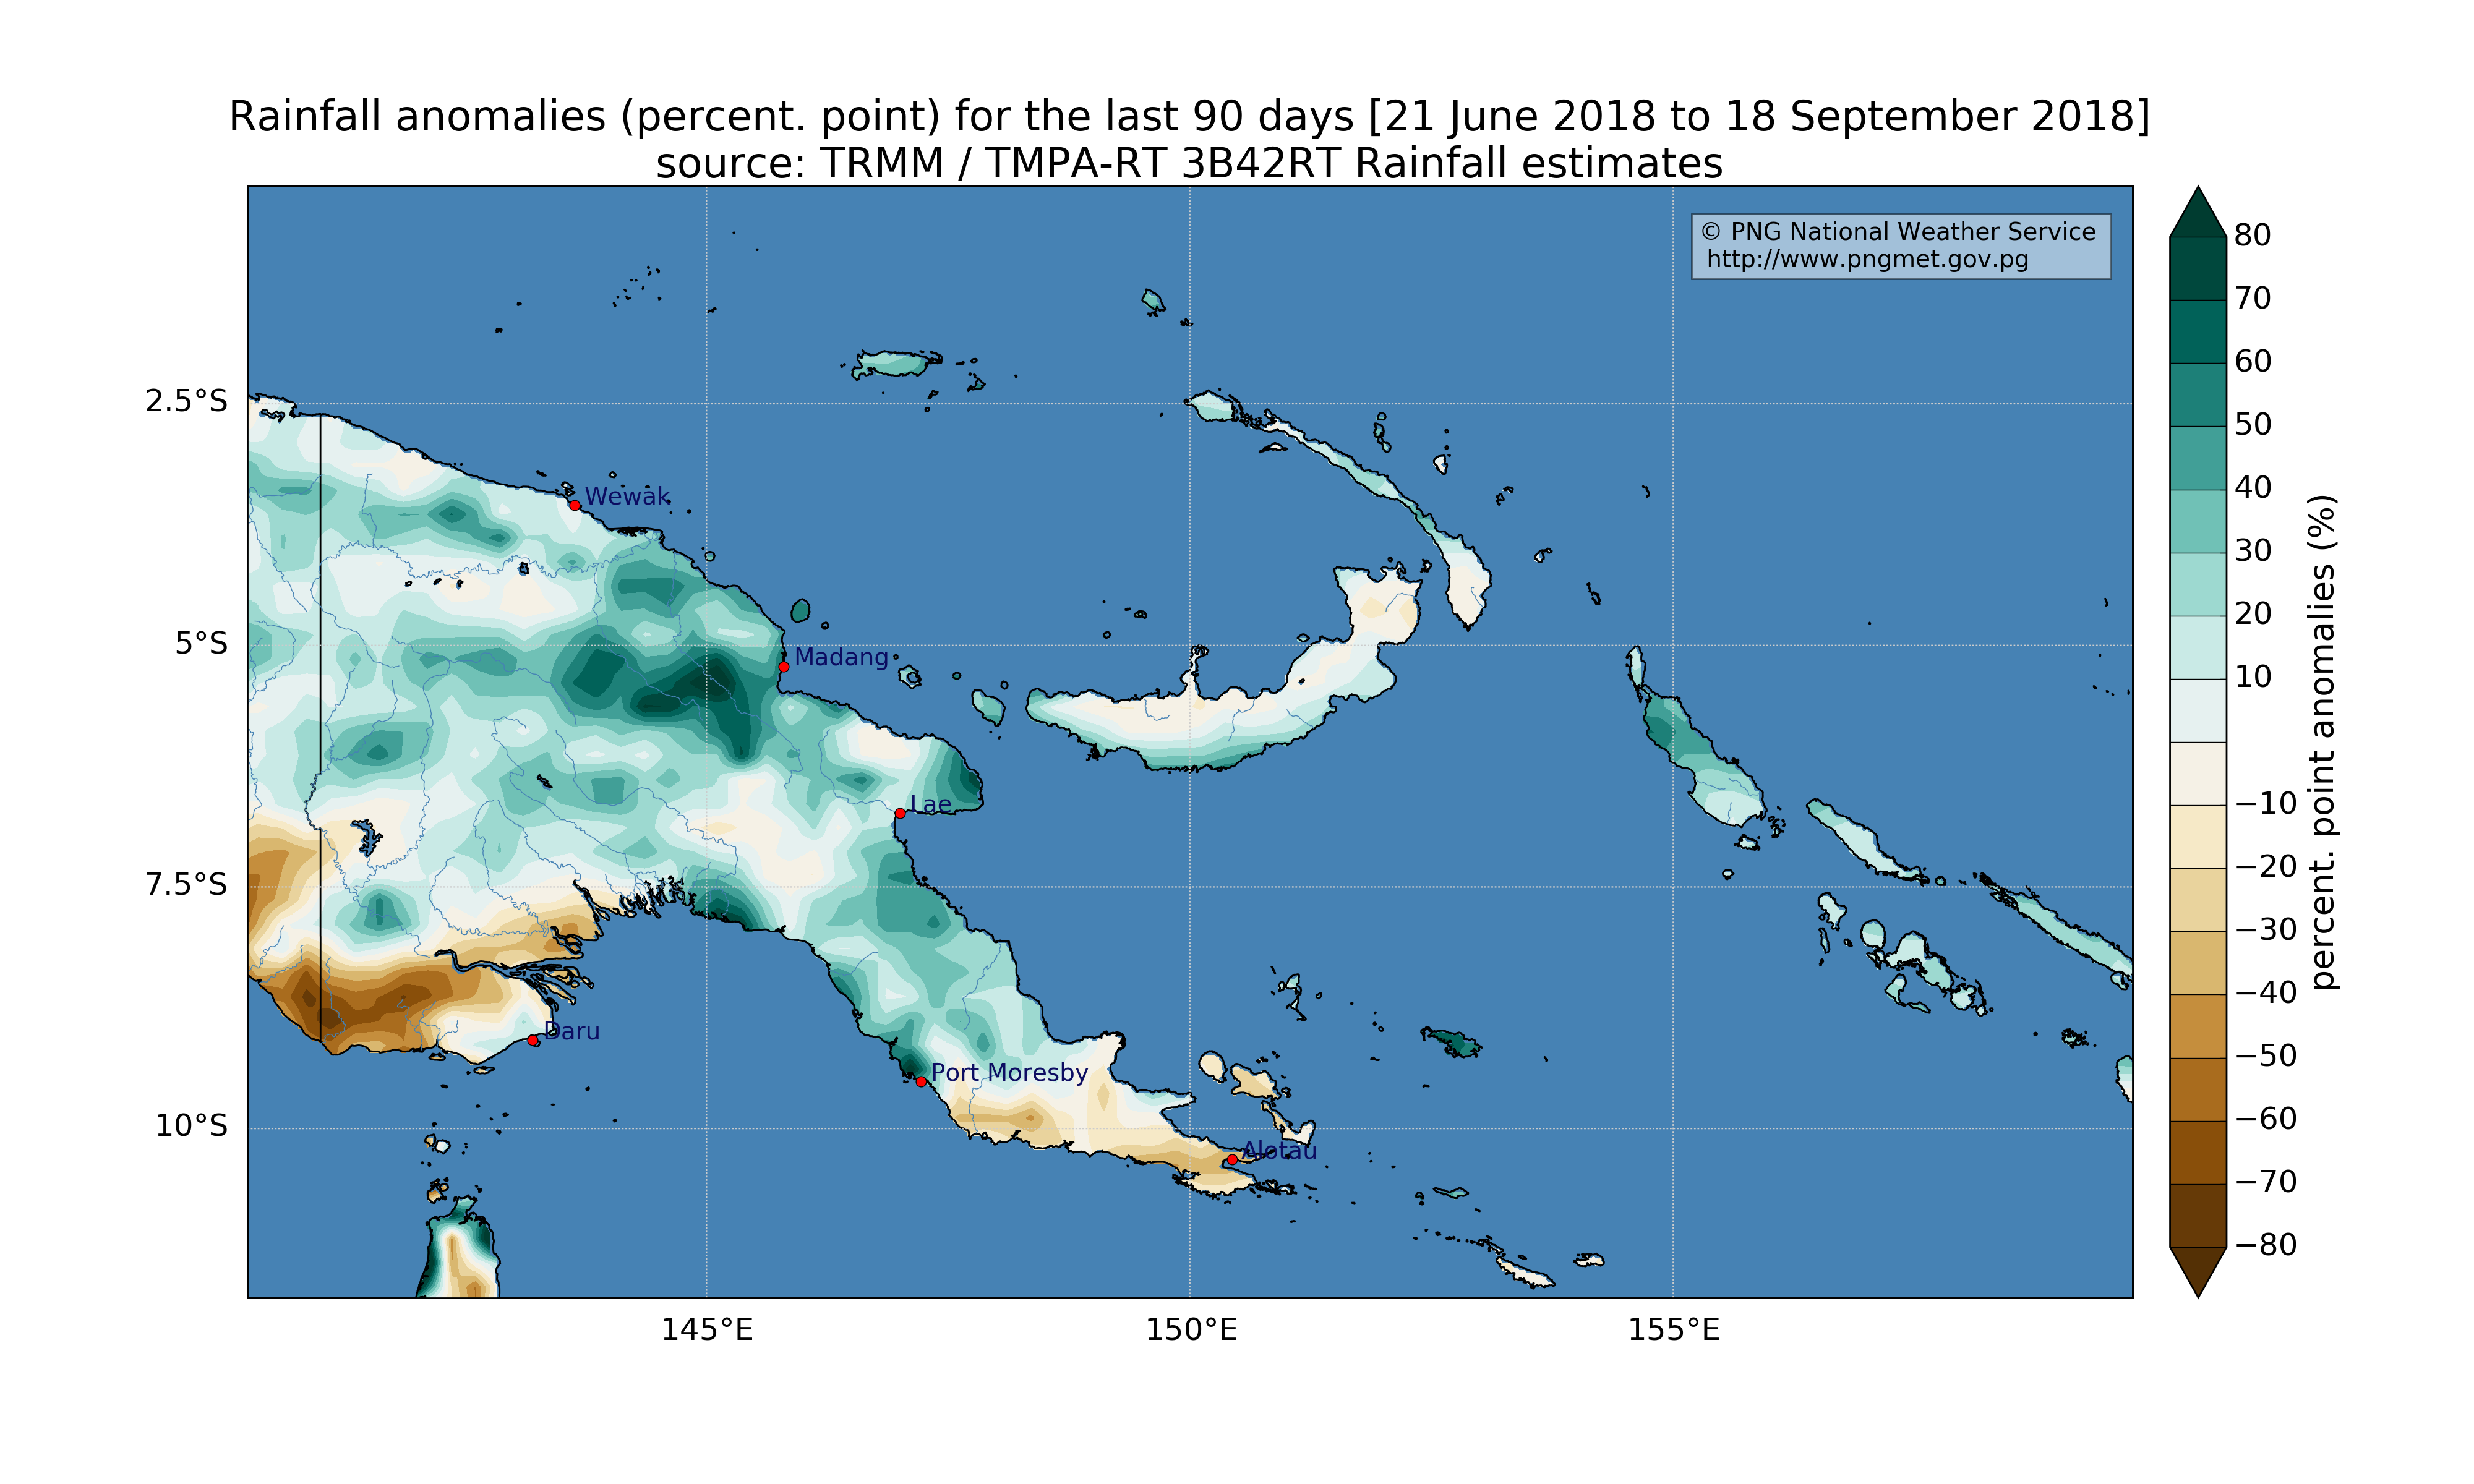 Rainfall anomalies (percent. point) for the last 90 days [21 June 2018 to 18 September 2018]
source: TRMM / TMPA-RT 3B42RT Rainfall estimates
© PNG National Weather Service
http://www.pngmet.gov.pg
2.5°S
5°S
7.5°S
10°S
Wewak
Madang
Lae
Daru
Port Moresby
Alotau
145°E
150°E
155°E
80
70
60
50
40
30
20
10
−10
−20
−30
−40
−50
−60
−70
−80
percent. point anomalies (%)